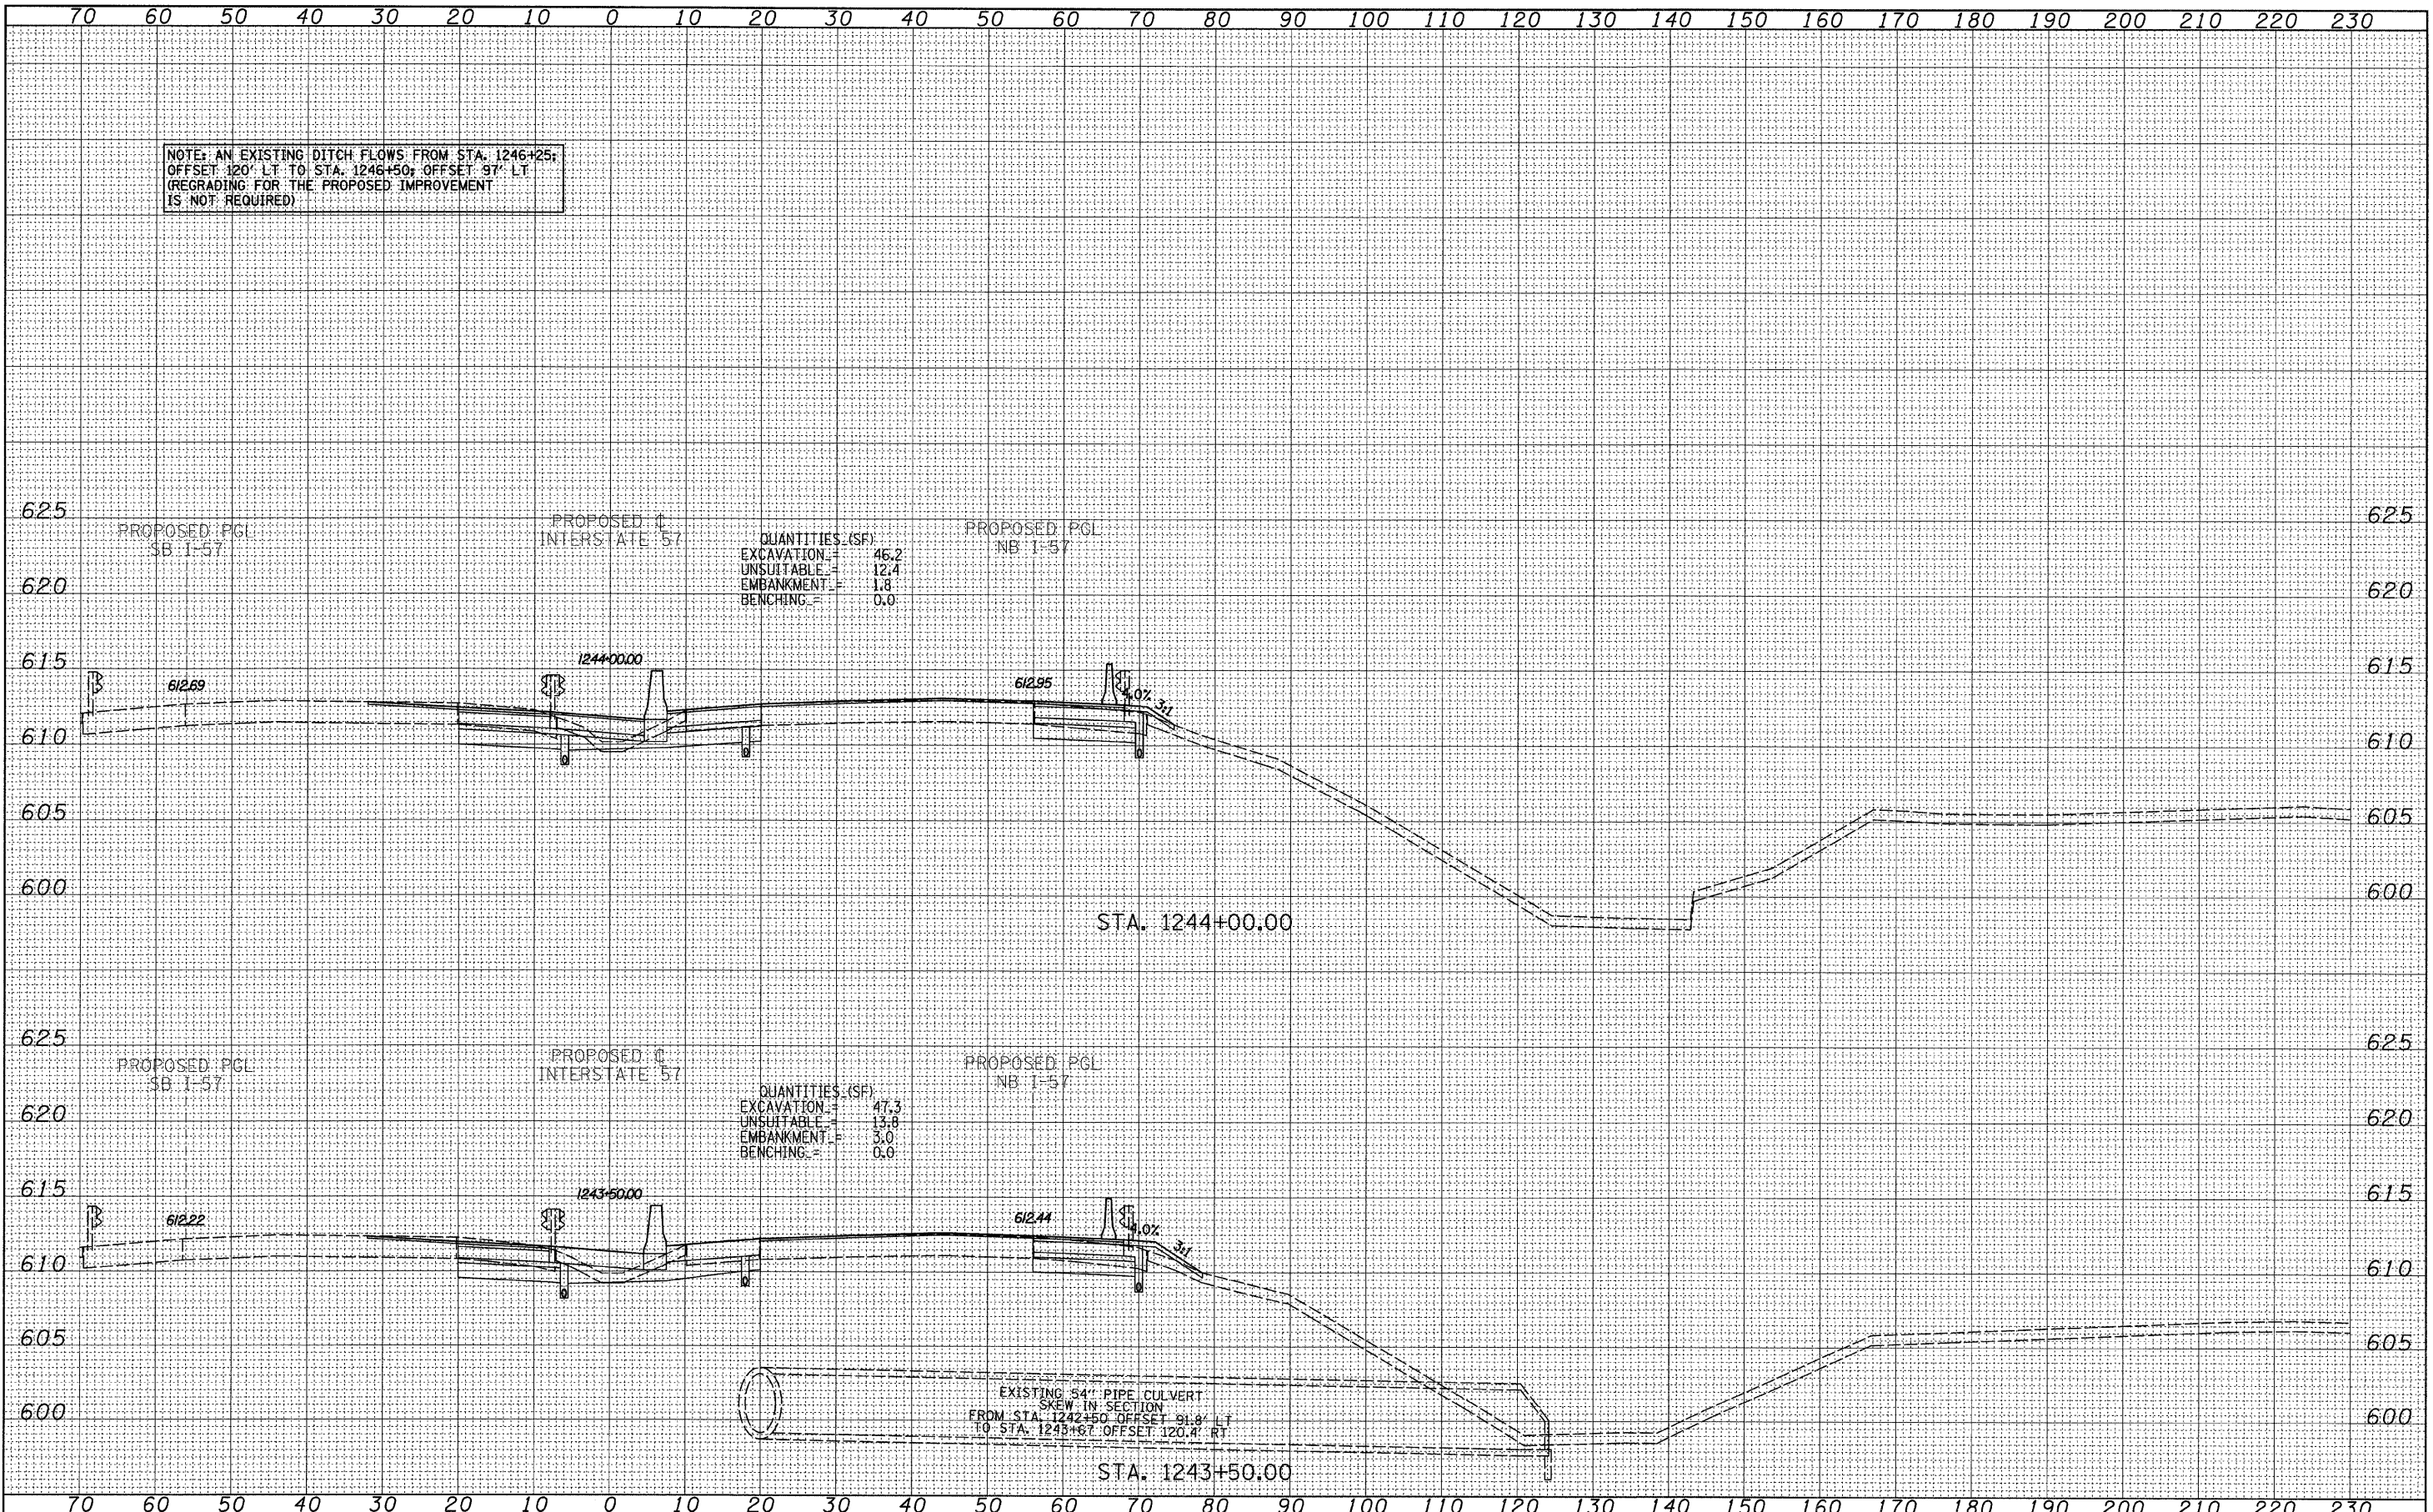 70 60 50 40 30 20 10 0 10 20 30 40 50 60 70 80 90 100 110 120 130 140 150 160 170 180 190 200 210 220 230
NOTE: AN EXISTING DITCH FLOWS FROM STA. 1246+25;
OFFSET 120' LT TO STA. 1246+50; OFFSET 97' LT
(REGRADING FOR THE PROPOSED IMPROVEMENT
IS NOT REQUIRED)
625 625
PROPOSED PGL
SB I-57
PROPOSED ℄
INTERSTATE 57
PROPOSED PGL
NB I-57
QUANTITIES (SF)
EXCAVATION = 46.2
UNSUITABLE = 12.4
EMBANKMENT = 1.8
BENCHING = 0.0
620 620
615 615
1244+00.00
612.69
612.95
4.0%
3:1
610 610
605 605
600 600
STA. 1244+00.00
625 625
PROPOSED PGL
SB I-57
PROPOSED ℄
INTERSTATE 57
PROPOSED PGL
NB I-57
QUANTITIES (SF)
EXCAVATION = 47.3
UNSUITABLE = 13.8
EMBANKMENT = 3.0
BENCHING = 0.0
620 620
615 615
1243+50.00
612.22
612.44
4.0%
3:1
610 610
605 605
600 600
EXISTING 54" PIPE CULVERT
SKEW IN SECTION
FROM STA. 1242+50 OFFSET 91.8' LT
TO STA. 1243+67 OFFSET 120.4' RT
STA. 1243+50.00
70 60 50 40 30 20 10 0 10 20 30 40 50 60 70 80 90 100 110 120 130 140 150 160 170 180 190 200 210 220 230